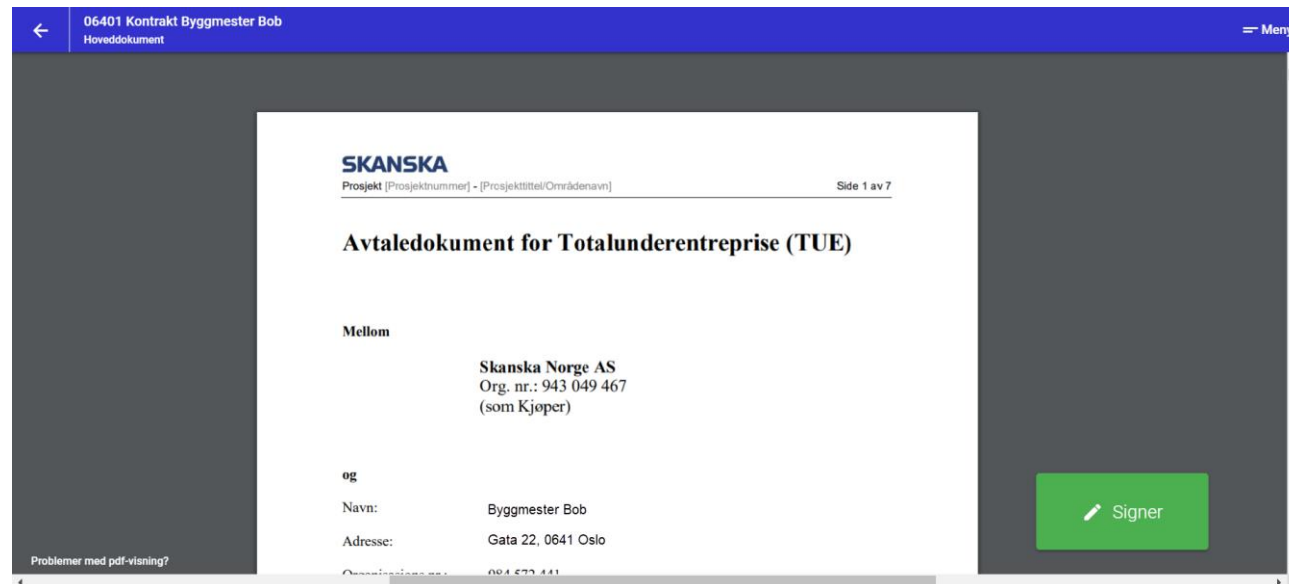 06401 Kontrakt Byggmester Bob
Hoveddokument
Meny
SKANSKA
Prosjekt [Prosjektnummer] - [Prosjekttittel/Områdenavn] Side 1 av 7
Avtaledokument for Totalunderentreprise (TUE)
Mellom
Skanska Norge AS
Org. nr.: 943 049 467
(som Kjøper)
og
Navn: Byggmester Bob
Adresse: Gata 22, 0641 Oslo
Signer
Problemer med pdf-visning?